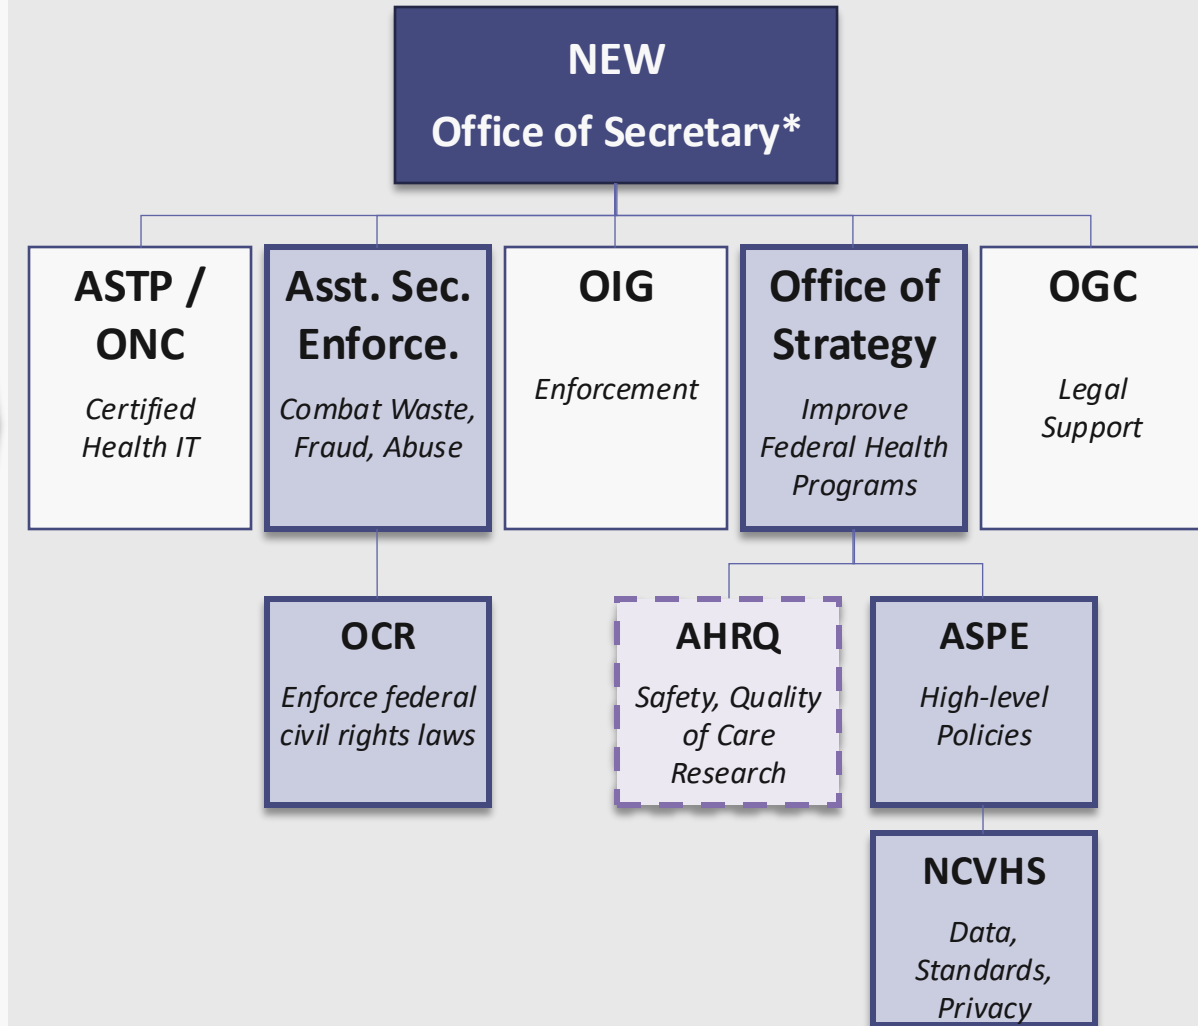 NEW
Office of Secretary*
ASTP /
ONC
Certified
Health IT
Asst. Sec.
Enforce.
Combat Waste,
Fraud, Abuse
OIG
Enforcement
Office of
Strategy
Improve
Federal Health
Programs
OGC
Legal
Support
OCR
Enforce federal
civil rights laws
AHRQ
Safety, Quality
of Care
Research
ASPE
High-level
Policies
NCVHS
Data,
Standards,
Privacy